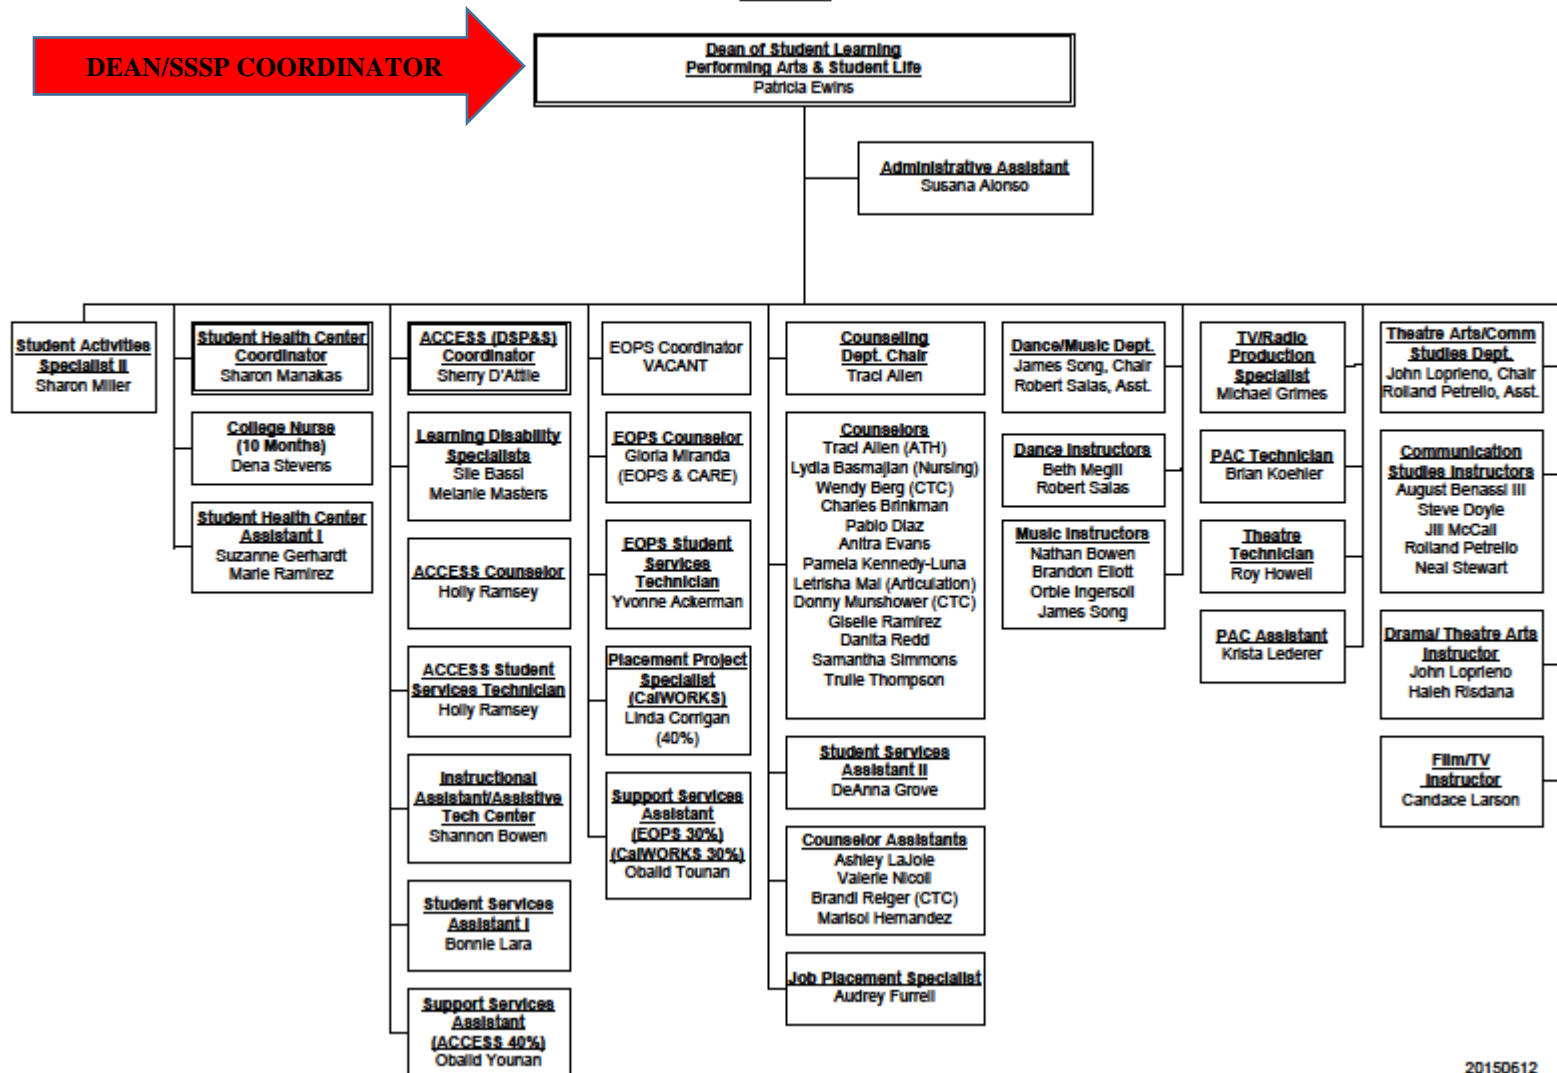 DEAN/SSSP COORDINATOR
Dean of Student Learning
Performing Arts & Student Life
Patricia Ewins
Administrative Assistant
Susana Alonso
Student Activities
Specialist II
Sharon Miller
Student Health Center
Coordinator
Sharon Manakas
College Nurse
(10 Months)
Dena Stevens
Student Health Center
Assistant I
Suzanne Gerhardt
Marie Ramirez
ACCESS (DSP&S)
Coordinator
Sherry D'Attile
Learning Disability
Specialists
Sile Bassi
Melanie Masters
ACCESS Counselor
Holly Ramsey
ACCESS Student
Services Technician
Holly Ramsey
Instructional
Assistant/Assistive
Tech Center
Shannon Bowen
Student Services
Assistant I
Bonnie Lara
Support Services
Assistant
(ACCESS 40%)
Obalid Younan
EOPS Coordinator
VACANT
EOPS Counselor
Gloria Miranda
(EOPS & CARE)
EOPS Student
Services
Technician
Yvonne Ackerman
Placement Project
Specialist
(CalWORKS)
Linda Corrigan
(40%)
Support Services
Assistant
(EOPS 30%)
(CalWORKS 30%)
Obalid Tounan
Counseling
Dept. Chair
Traci Allen
Counselors
Traci Allen (ATH)
Lydia Basmajian (Nursing)
Wendy Berg (CTC)
Charles Brinkman
Pablo Diaz
Anitra Evans
Pamela Kennedy-Luna
Letrisha Mai (Articulation)
Donny Munshower (CTC)
Giselle Ramirez
Danita Redd
Samantha Simmons
Trulie Thompson
Student Services
Assistant II
DeAnna Grove
Counselor Assistants
Ashley LaJoie
Valerie Nicoll
Brandi Reiger (CTC)
Marisol Hernandez
Job Placement Specialist
Audrey Furrell
Dance/Music Dept.
James Song, Chair
Robert Salas, Asst.
Dance Instructors
Beth Megill
Robert Salas
Music Instructors
Nathan Bowen
Brandon Eliott
Orbie Ingersoll
James Song
TV/Radio
Production
Specialist
Michael Grimes
PAC Technician
Brian Koehler
Theatre
Technician
Roy Howell
PAC Assistant
Krista Lederer
Theatre Arts/Comm
Studies Dept.
John Loprieno, Chair
Rolland Petrello, Asst.
Communication
Studies Instructors
August Benassi III
Steve Doyle
Jill McCall
Rolland Petrello
Neal Stewart
Drama/ Theatre Arts
Instructor
John Loprieno
Haleh Risdana
Film/TV
Instructor
Candace Larson
20150612